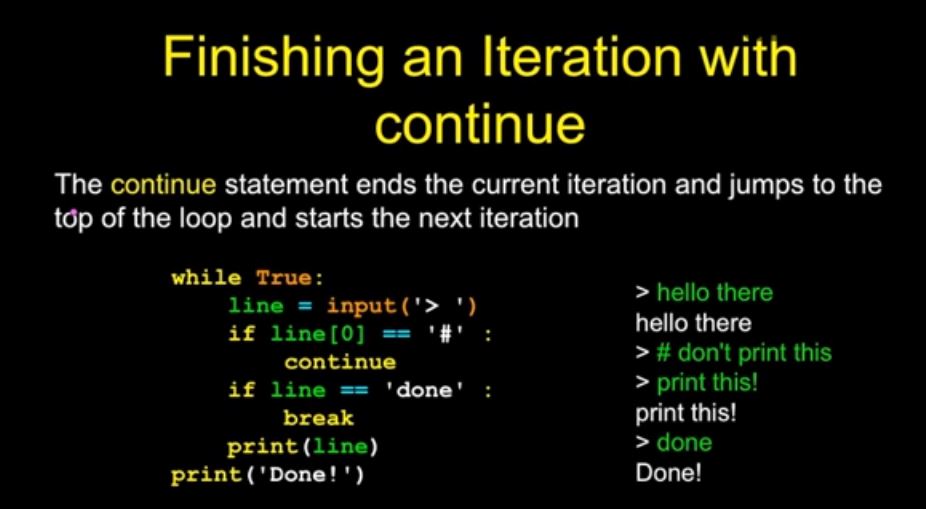 Finishing an Iteration with
continue
The continue statement ends the current iteration and jumps to the
top of the loop and starts the next iteration
while True:
    line = input('> ')
    if line[0] == '#' :
        continue
    if line == 'done' :
        break
    print(line)
print('Done!')
> hello there
hello there
> # don't print this
> print this!
print this!
> done
Done!